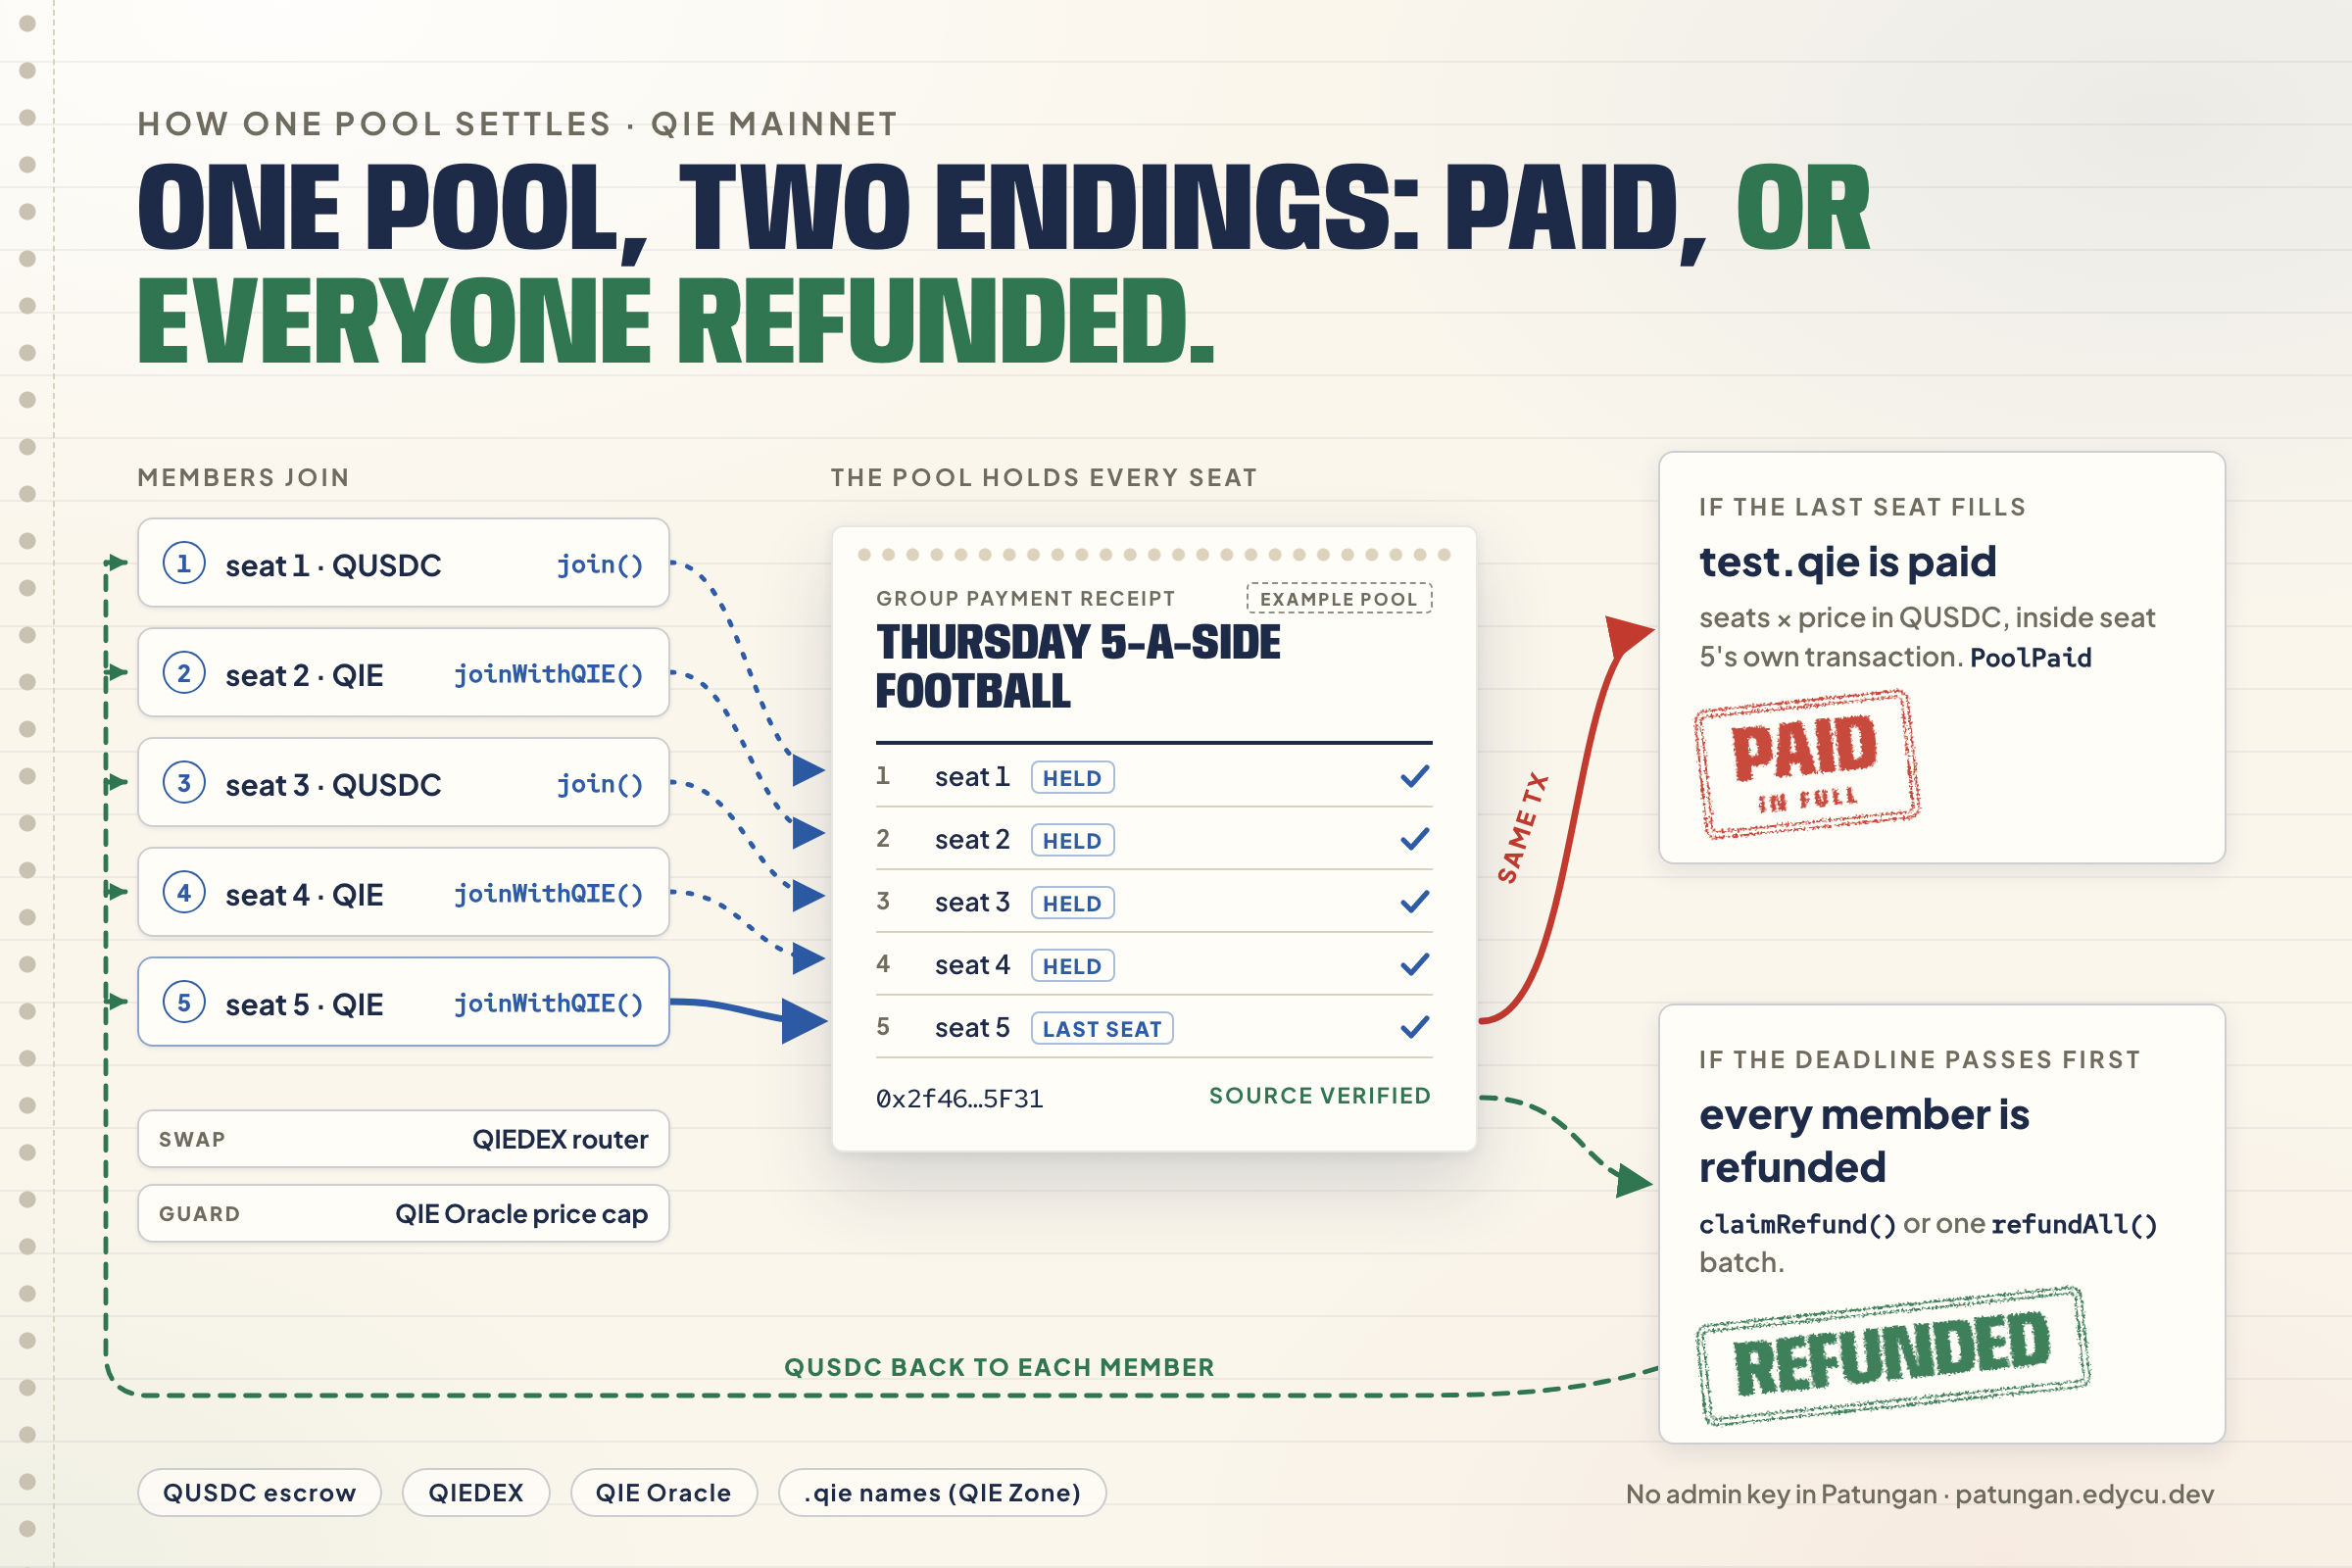 HOW ONE POOL SETTLES · QIE MAINNET
ONE POOL, TWO ENDINGS: PAID, OR
EVERYONE REFUNDED.
MEMBERS JOIN
1 seat 1 · QUSDC join()
2 seat 2 · QIE joinWithQIE()
3 seat 3 · QUSDC join()
4 seat 4 · QIE joinWithQIE()
5 seat 5 · QIE joinWithQIE()
SWAP QIEDEX router
GUARD QIE Oracle price cap
THE POOL HOLDS EVERY SEAT
GROUP PAYMENT RECEIPT EXAMPLE POOL
THURSDAY 5-A-SIDE
FOOTBALL
1 seat 1 HELD
2 seat 2 HELD
3 seat 3 HELD
4 seat 4 HELD
5 seat 5 LAST SEAT
0x2f46…5F31 SOURCE VERIFIED
SAME TX
IF THE LAST SEAT FILLS
test.qie is paid
seats × price in QUSDC, inside seat
5's own transaction. PoolPaid
PAID
IN FULL
IF THE DEADLINE PASSES FIRST
every member is
refunded
claimRefund() or one refundAll()
batch.
REFUNDED
QUSDC BACK TO EACH MEMBER
QUSDC escrow QIEDEX QIE Oracle .qie names (QIE Zone)
No admin key in Patungan · patungan.edycu.dev